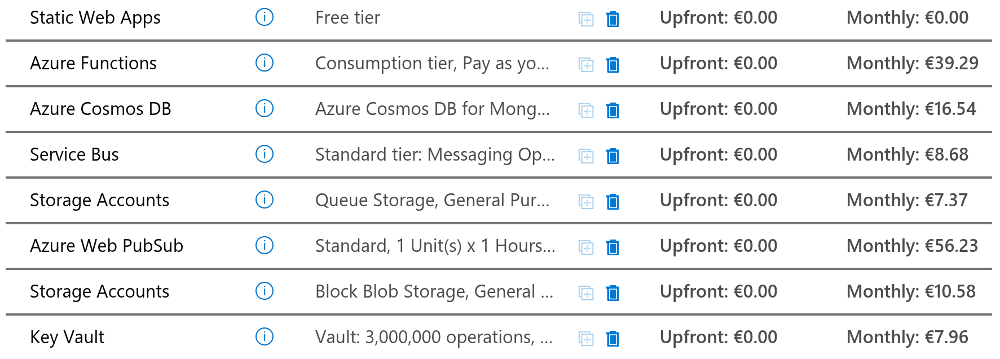 Static Web Apps Free tier Upfront: €0.00 Monthly: €0.00
Azure Functions Consumption tier, Pay as yo... Upfront: €0.00 Monthly: €39.29
Azure Cosmos DB Azure Cosmos DB for Mong... Upfront: €0.00 Monthly: €16.54
Service Bus Standard tier: Messaging Op... Upfront: €0.00 Monthly: €8.68
Storage Accounts Queue Storage, General Pur... Upfront: €0.00 Monthly: €7.37
Azure Web PubSub Standard, 1 Unit(s) x 1 Hours... Upfront: €0.00 Monthly: €56.23
Storage Accounts Block Blob Storage, General ... Upfront: €0.00 Monthly: €10.58
Key Vault Vault: 3,000,000 operations, ... Upfront: €0.00 Monthly: €7.96